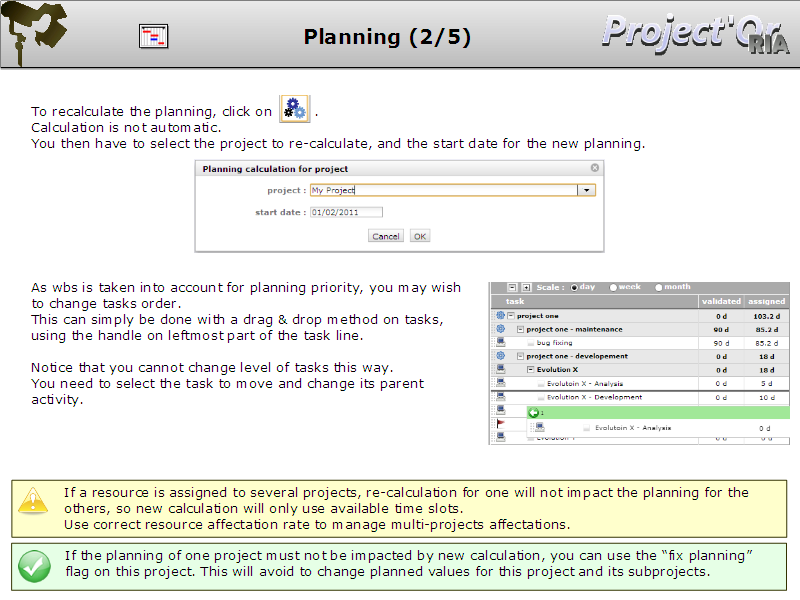 Planning (2/5)
Project'Or
RIA
To recalculate the planning, click on .
Calculation is not automatic.
You then have to select the project to re-calculate, and the start date for the new planning.
Planning calculation for project
project : My Project
start date : 01/02/2011
Cancel OK
As wbs is taken into account for planning priority, you may wish
to change tasks order.
This can simply be done with a drag & drop method on tasks,
using the handle on leftmost part of the task line.
Notice that you cannot change level of tasks this way.
You need to select the task to move and change its parent
activity.
Scale : day week month
task validated assigned
project one 0 d 103.2 d
project one - maintenance 90 d 85.2 d
bug fixing 90 d 85.2 d
project one - developement 0 d 18 d
Evolution X 0 d 18 d
Evolutoin X - Analysis 0 d 5 d
Evolution X - Development 0 d 10 d
1
Evolutoin X - Analysis 0 d
If a resource is assigned to several projects, re-calculation for one will not impact the planning for the
others, so new calculation will only use available time slots.
Use correct resource affectation rate to manage multi-projects affectations.
If the planning of one project must not be impacted by new calculation, you can use the “fix planning”
flag on this project. This will avoid to change planned values for this project and its subprojects.